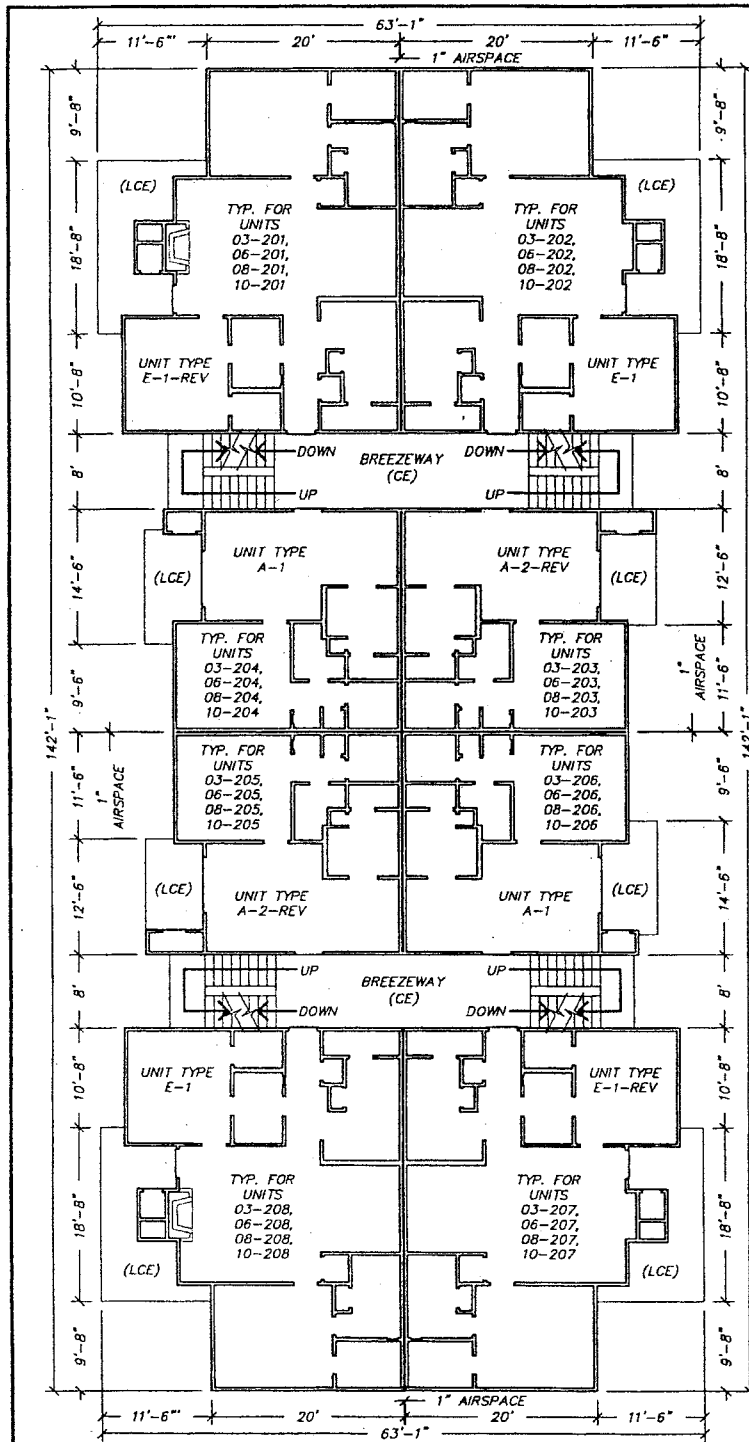 63'-1"
11'-6"' 20' 20' 11'-6"
1" AIRSPACE
9'-8" 9'-8"
(LCE) (LCE)
TYP. FOR
UNITS
03-201,
06-201,
08-201,
10-201
TYP. FOR
UNITS
03-202,
06-202,
08-202,
10-202
18'-8" 18'-8"
UNIT TYPE
E-1-REV
UNIT TYPE
E-1
10'-8" 10'-8"
DOWN DOWN
BREEZEWAY
(CE)
UP UP
8' 8'
UNIT TYPE
A-1
UNIT TYPE
A-2-REV
(LCE) (LCE)
14'-6" 12'-6"
TYP. FOR
UNITS
03-204,
06-204,
08-204,
10-204
TYP. FOR
UNITS
03-203,
06-203,
08-203,
10-203
1"
AIRSPACE
9'-6" 11'-6"
142'-1" 142'-1"
TYP. FOR
UNITS
03-205,
06-205,
08-205,
10-205
TYP. FOR
UNITS
03-206,
06-206,
08-206,
10-206
1"
AIRSPACE
11'-6" 9'-6"
(LCE) (LCE)
UNIT TYPE
A-2-REV
UNIT TYPE
A-1
12'-6" 14'-6"
UP UP
BREEZEWAY
(CE)
DOWN DOWN
8' 8'
UNIT TYPE
E-1
UNIT TYPE
E-1-REV
10'-8" 10'-8"
TYP. FOR
UNITS
03-208,
06-208,
08-208,
10-208
TYP. FOR
UNITS
03-207,
06-207,
08-207,
10-207
18'-8" 18'-8"
(LCE) (LCE)
9'-8" 9'-8"
1" AIRSPACE
11'-6"' 20' 20' 11'-6"
63'-1"